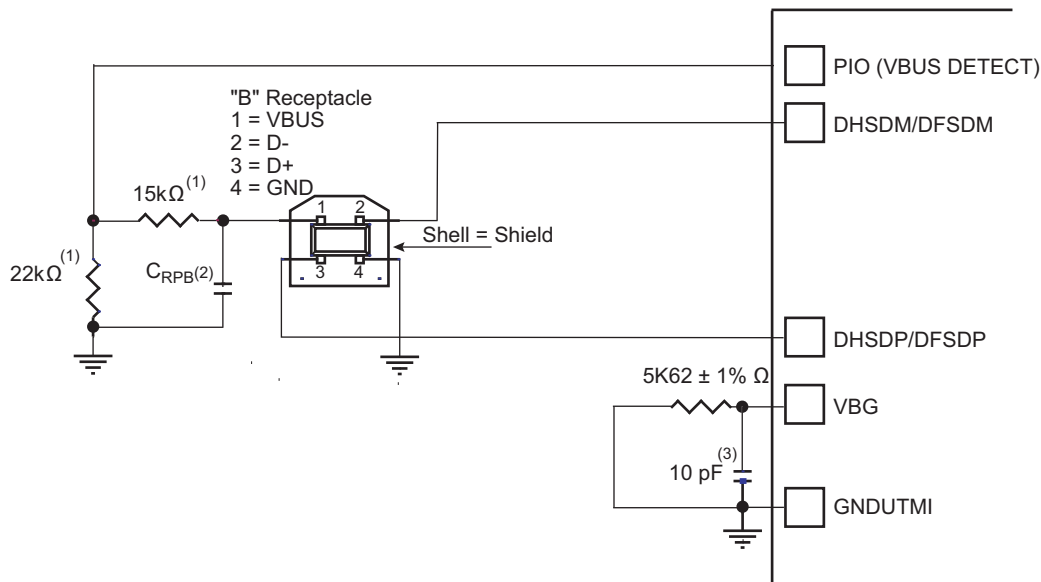 PIO (VBUS DETECT)
"B" Receptacle
1 = VBUS
2 = D-
3 = D+
4 = GND
DHSDM/DFSDM
15kΩ(1)
1 2
Shell = Shield
22kΩ(1)
CRPB(2)
3 4
DHSDP/DFSDP
5K62 ± 1% Ω
VBG
10 pF(3)
GNDUTMI